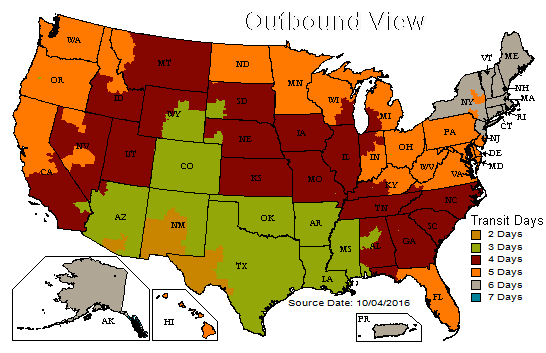 Outbound View
WA
MT
ND
MN
VT
ME
OR
ID
SD
WI
MI
NY
NH
MA
RI
CT
WY
NE
IA
PA
NJ
NV
UT
CO
KS
MO
IL
IN
OH
WV
DE
MD
VA
CA
KY
NC
TN
AZ
NM
OK
AR
SC
MS
AL
GA
TX
LA
FL
AK
HI
PR
Transit Days
2 Days
3 Days
4 Days
5 Days
6 Days
7 Days
Source Date: 10/04/2016